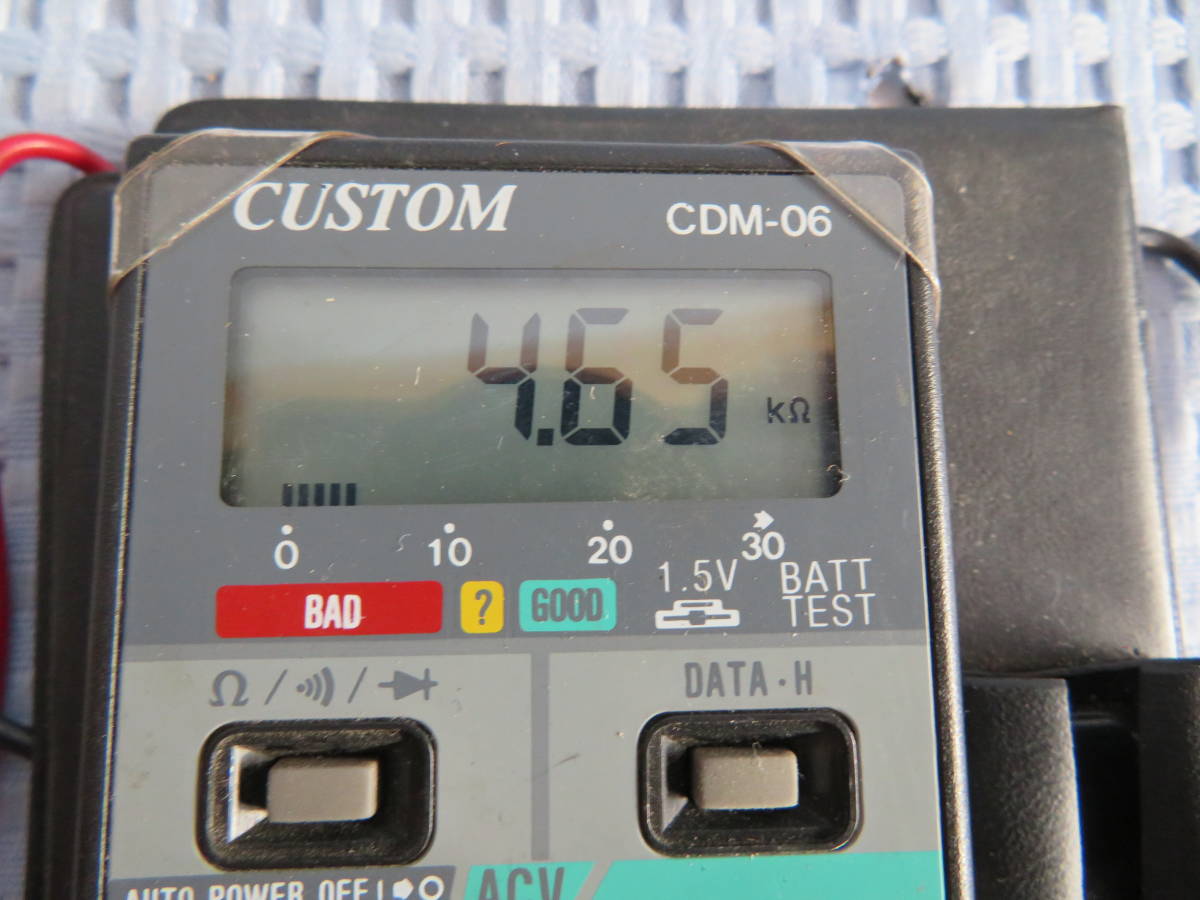 CUSTOM CDM-06
4.65 kΩ
0 10 20 30
BAD ? GOOD 1.5V BATT TEST
Ω / / DATA·H
AUTO POWER OFF ACV